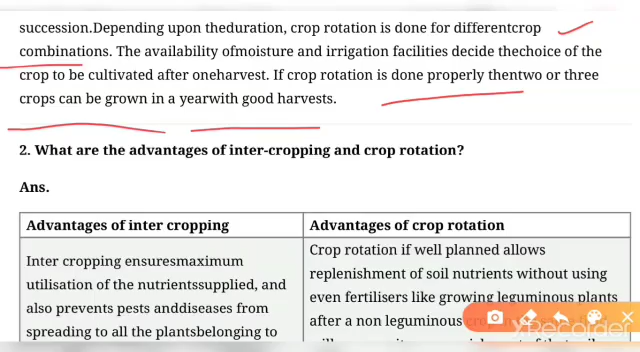 succession.Depending upon theduration, crop rotation is done for differentcrop
combinations. The availability ofmoisture and irrigation facilities decide thechoice of the
crop to be cultivated after oneharvest. If crop rotation is done properly thentwo or three
crops can be grown in a yearwith good harvests.
2. What are the advantages of inter-cropping and crop rotation?
Ans.
Advantages of inter cropping
Inter cropping ensuresmaximum
utilisation of the nutrientssupplied, and
also prevents pests anddiseases from
spreading to all the plantsbelonging to
Advantages of crop rotation
Crop rotation if well planned allows
replenishment of soil nutrients without using
even fertilisers like growing leguminous plants
after a non leguminous
XRecorder